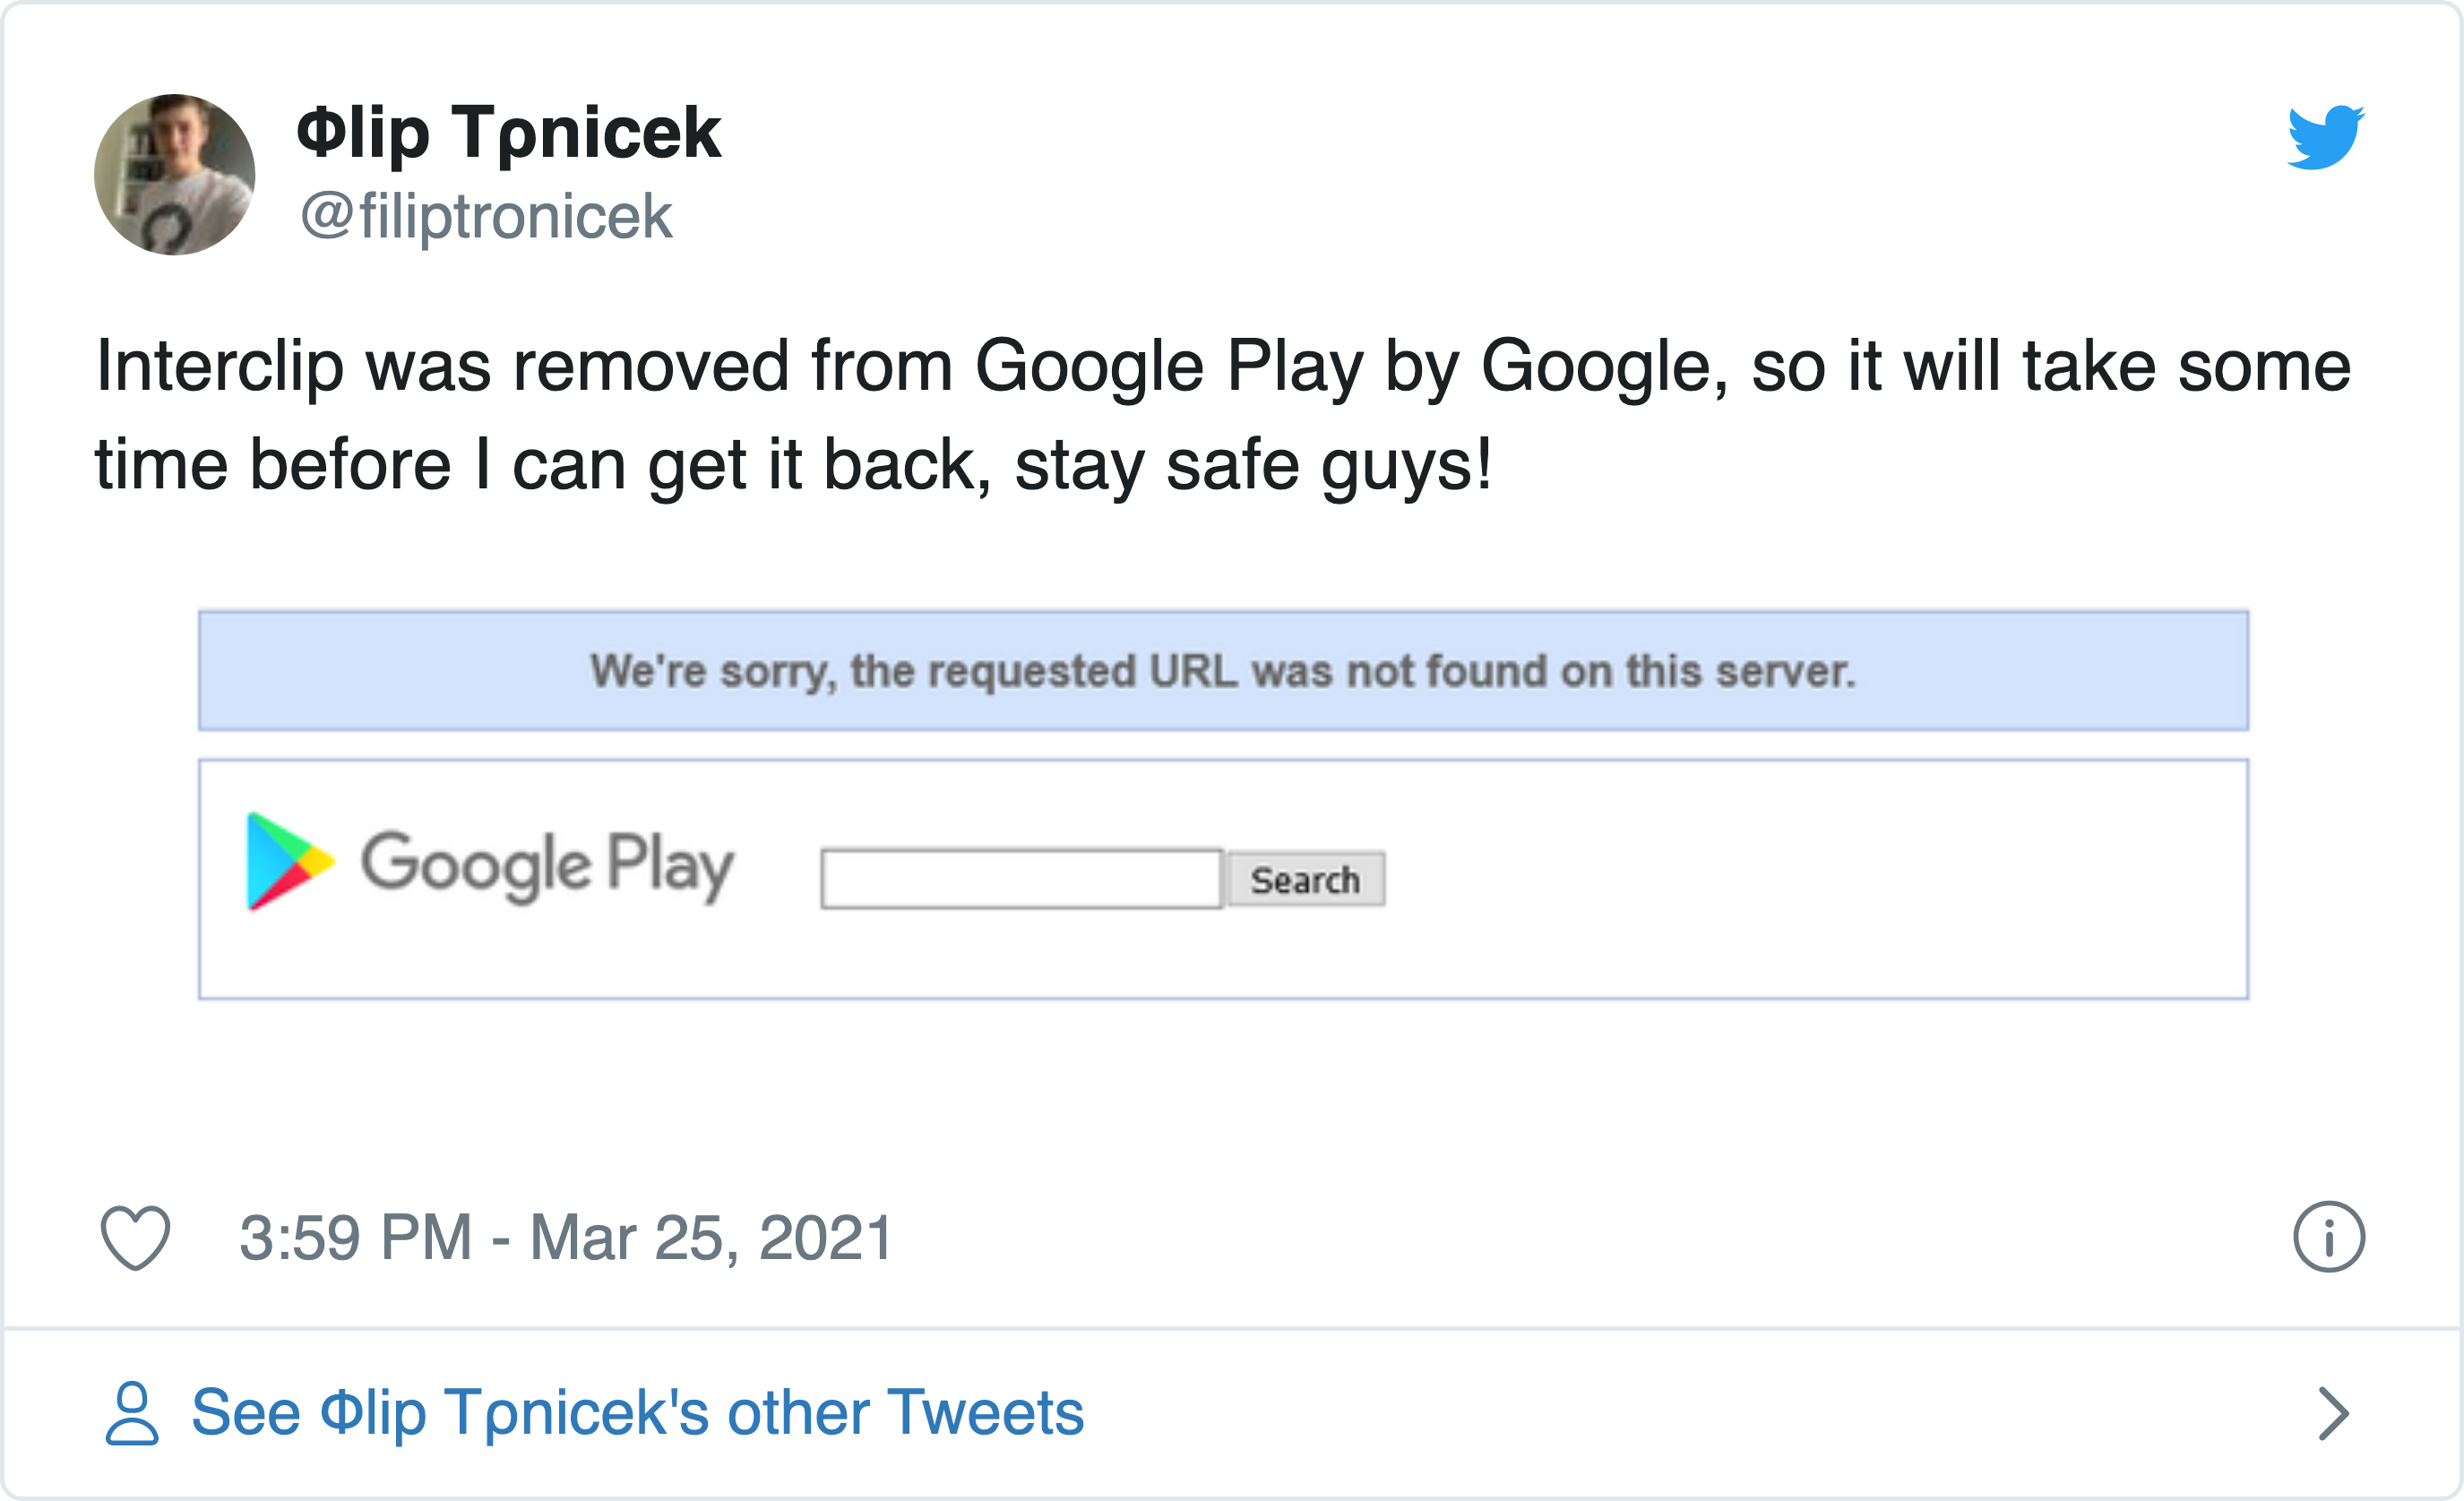 Φlip Tρnicek
@filiptronicek
Interclip was removed from Google Play by Google, so it will take some
time before I can get it back, stay safe guys!
We're sorry, the requested URL was not found on this server.
Google Play
Search
3:59 PM - Mar 25, 2021
See Φlip Tρnicek's other Tweets